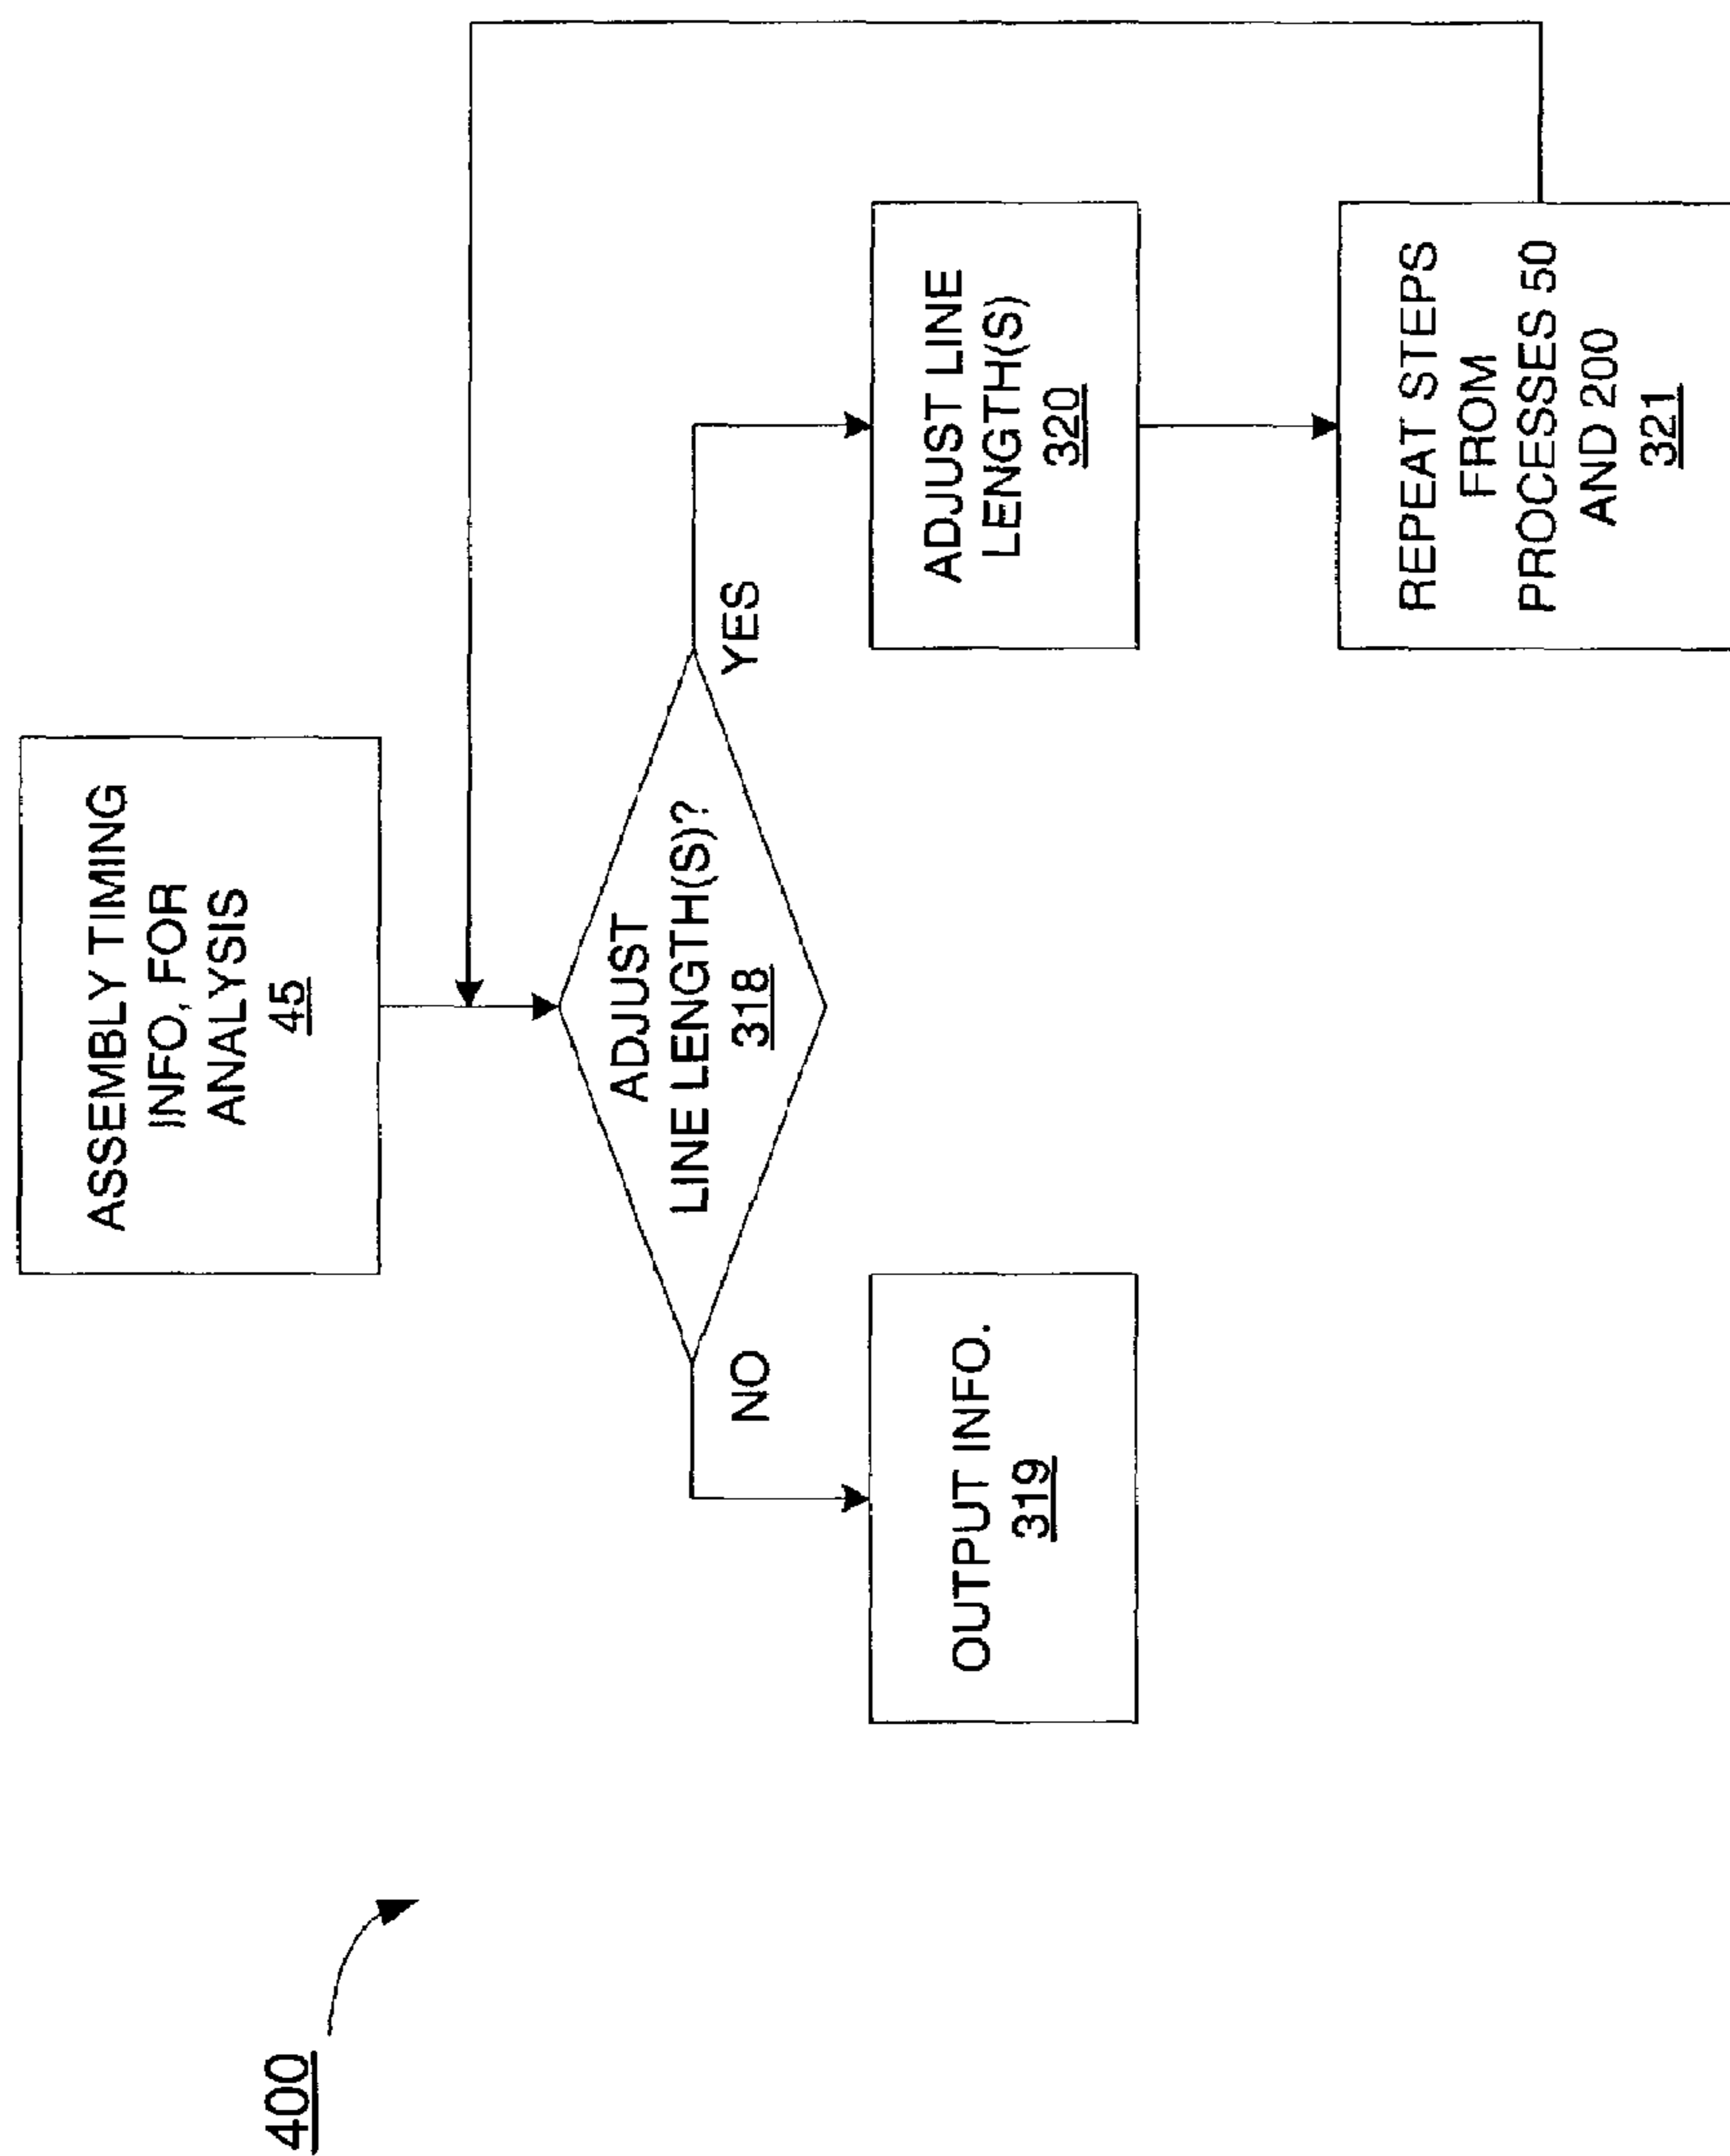 400
ASSEMBLY TIMING
INFO, FOR
ANALYSIS
45
ADJUST
LINE LENGTH(S)?
318
NO
YES
OUTPUT INFO.
319
ADJUST LINE
LENGTH(S)
320
REPEAT STEPS
FROM
PROCESSES 50
AND 200
321